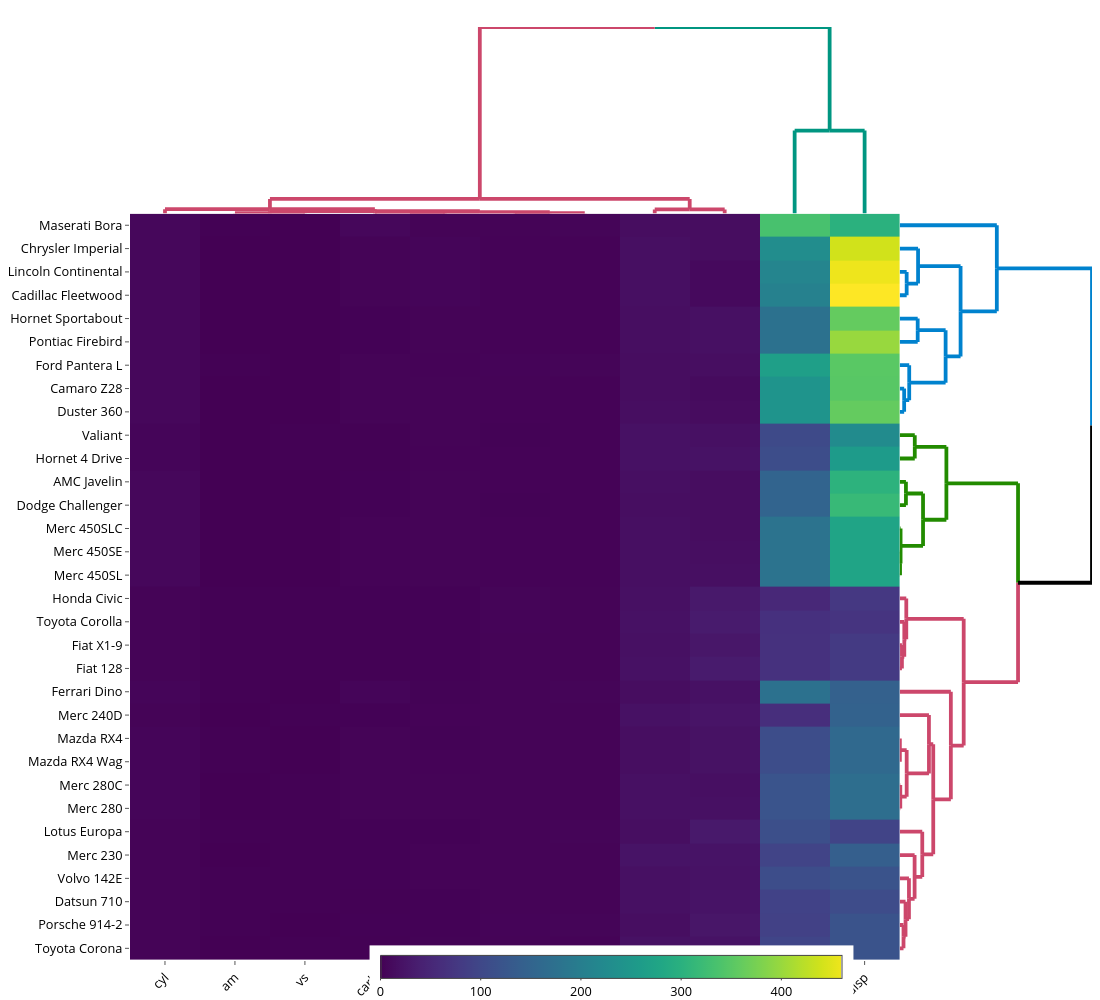 Maserati Bora
Chrysler Imperial
Lincoln Continental
Cadillac Fleetwood
Hornet Sportabout
Pontiac Firebird
Ford Pantera L
Camaro Z28
Duster 360
Valiant
Hornet 4 Drive
AMC Javelin
Dodge Challenger
Merc 450SLC
Merc 450SE
Merc 450SL
Honda Civic
Toyota Corolla
Fiat X1-9
Fiat 128
Ferrari Dino
Merc 240D
Mazda RX4
Mazda RX4 Wag
Merc 280C
Merc 280
Lotus Europa
Merc 230
Volvo 142E
Datsun 710
Porsche 914-2
Toyota Corona
cyl am vs
0 100 200 300 400